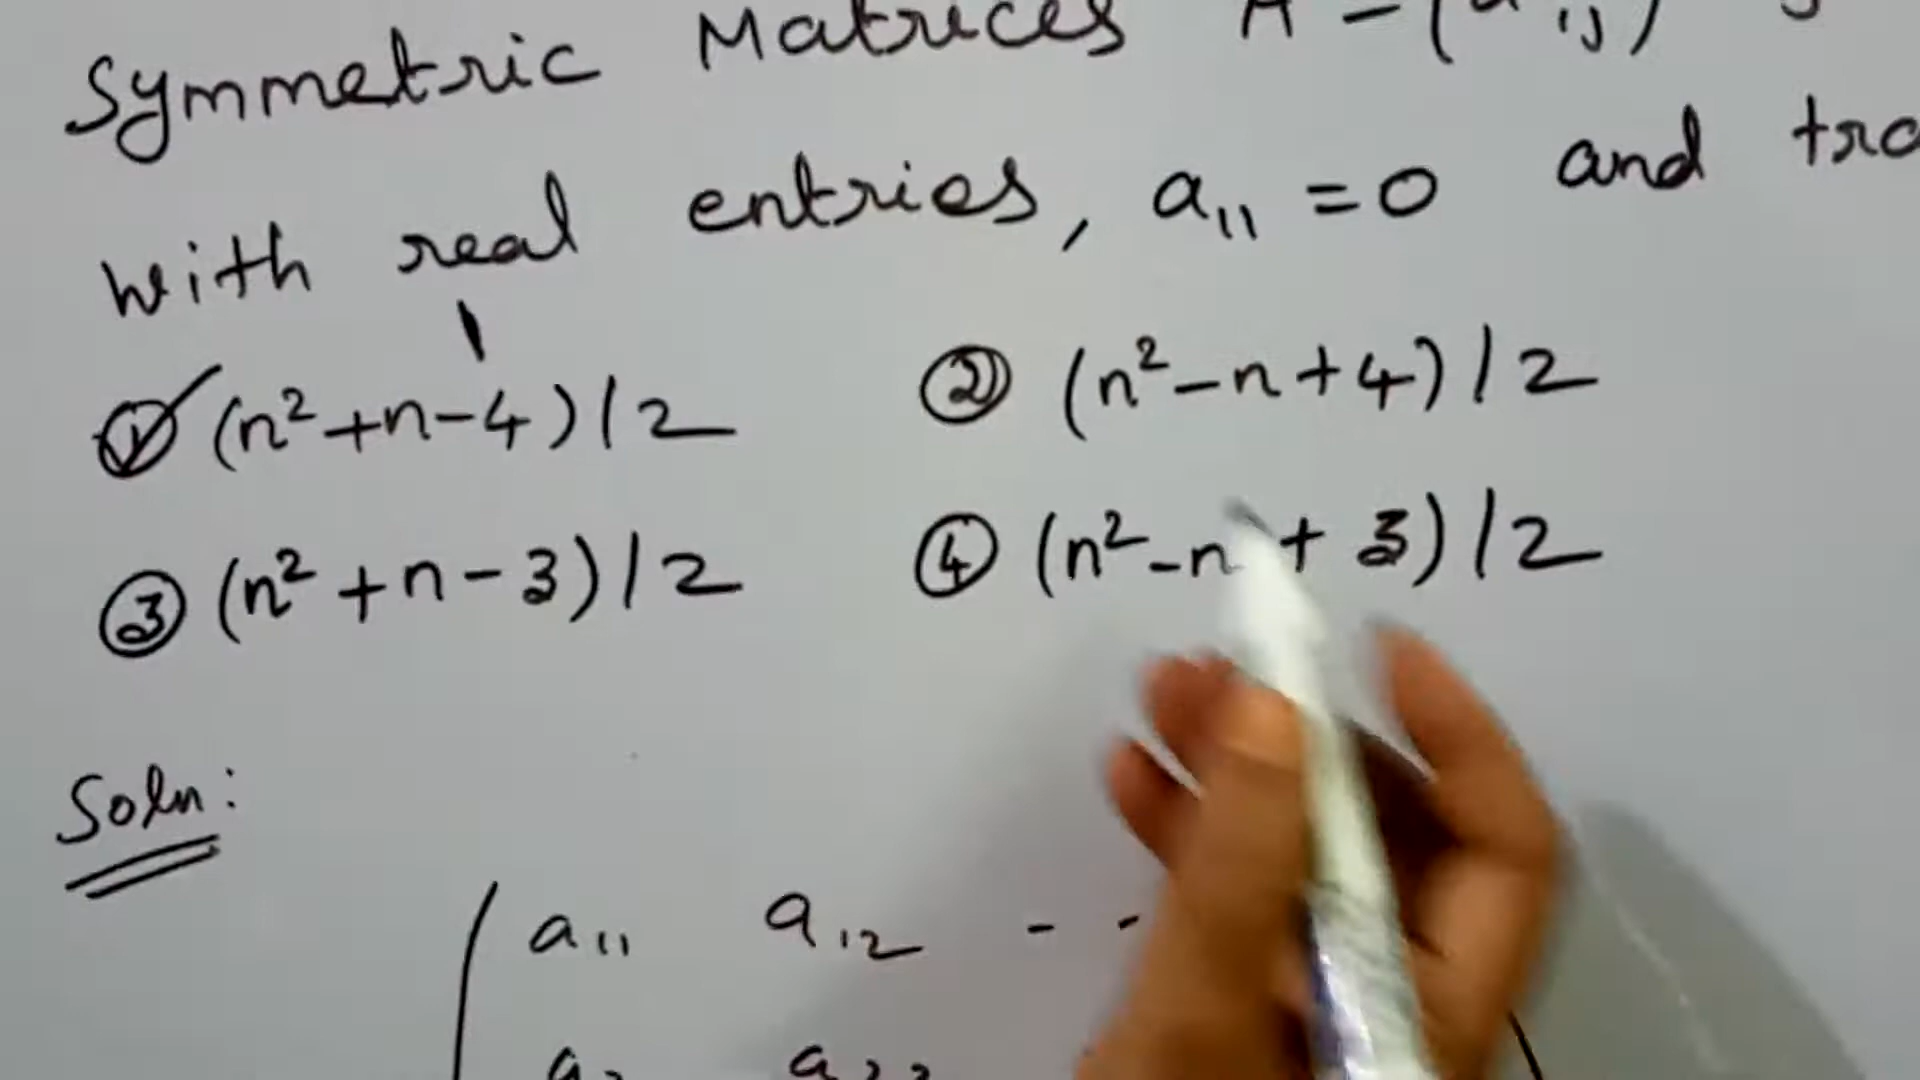 Symmetric Matrices A = (aij)
with real entries, a11 = 0 and
① (n²+n-4)/2 ② (n²-n+4)/2
③ (n²+n-3)/2 ④ (n²-n+3)/2
Soln:
a11 a12 - -